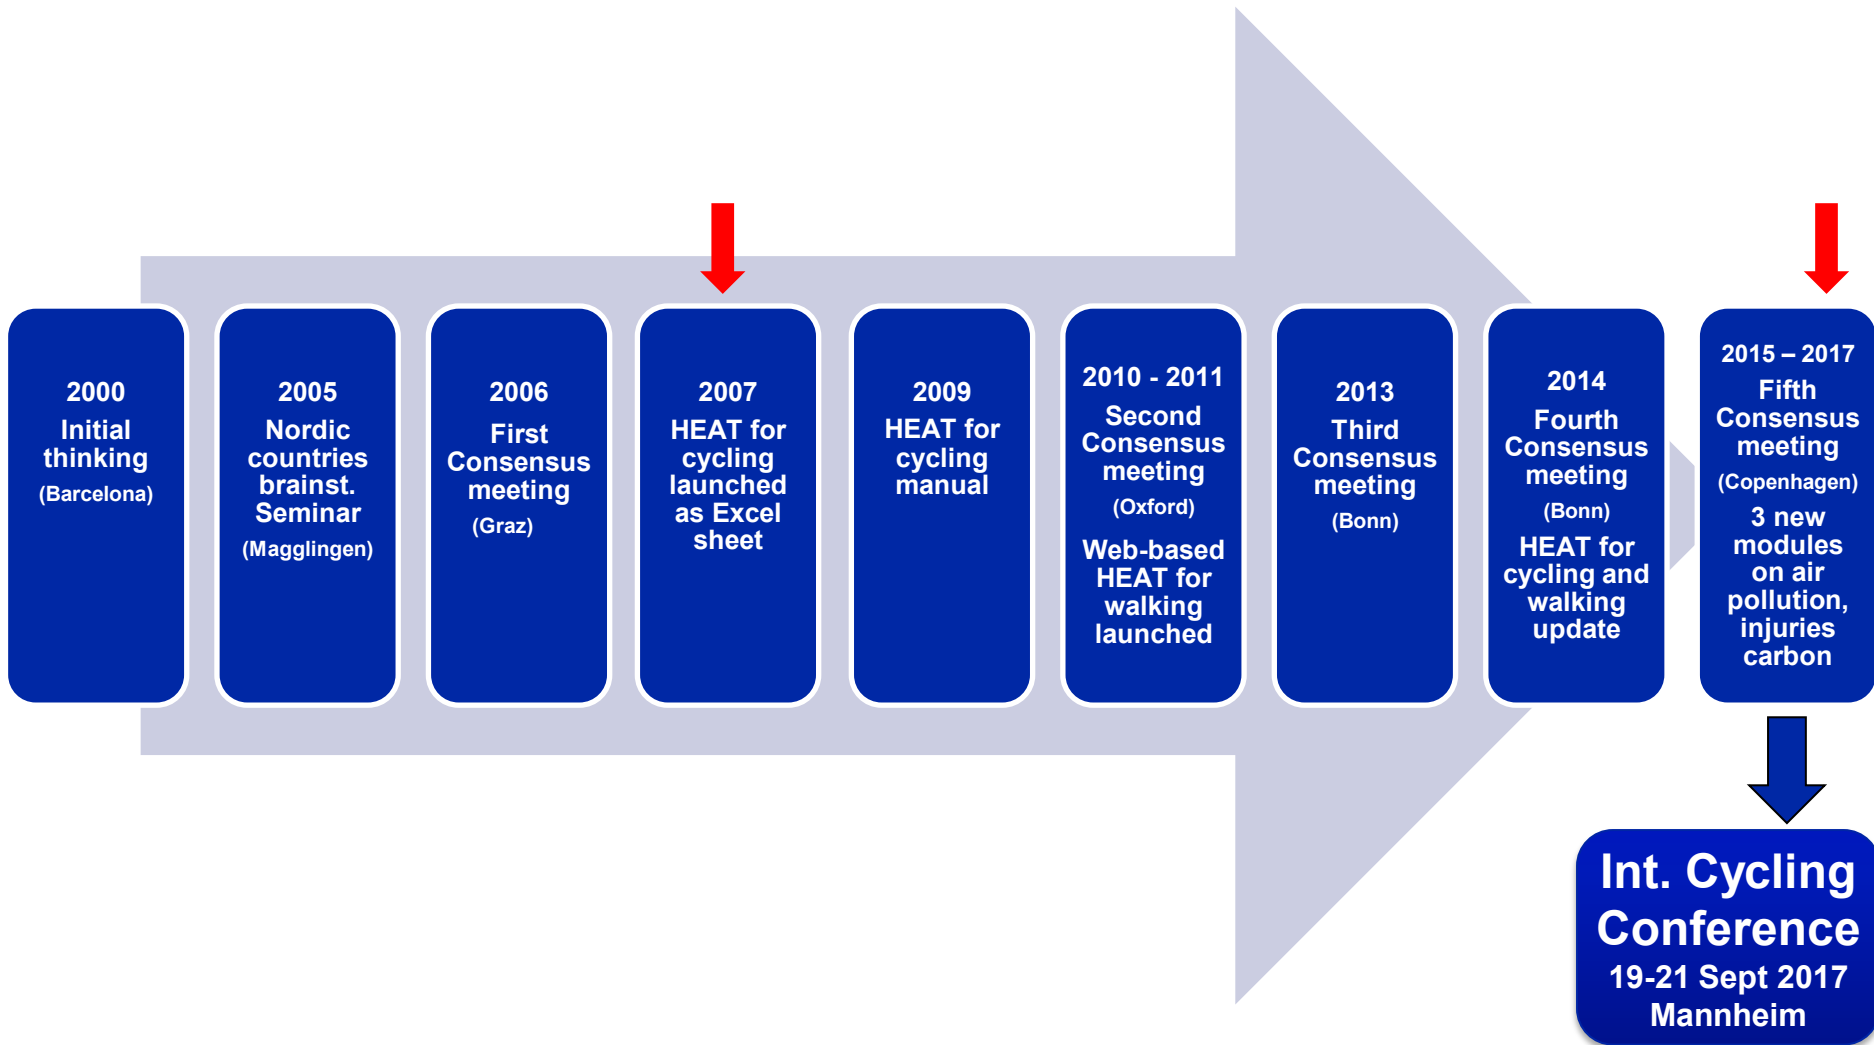 2000
Initial
thinking
(Barcelona)
2005
Nordic
countries
brainst.
Seminar
(Magglingen)
2006
First
Consensus
meeting
(Graz)
2007
HEAT for
cycling
launched
as Excel
sheet
2009
HEAT for
cycling
manual
2010 - 2011
Second
Consensus
meeting
(Oxford)
Web-based
HEAT for
walking
launched
2013
Third
Consensus
meeting
(Bonn)
2014
Fourth
Consensus
meeting
(Bonn)
HEAT for
cycling and
walking
update
2015 – 2017
Fifth
Consensus
meeting
(Copenhagen)
3 new
modules
on air
pollution,
injuries
carbon
Int. Cycling
Conference
19-21 Sept 2017
Mannheim